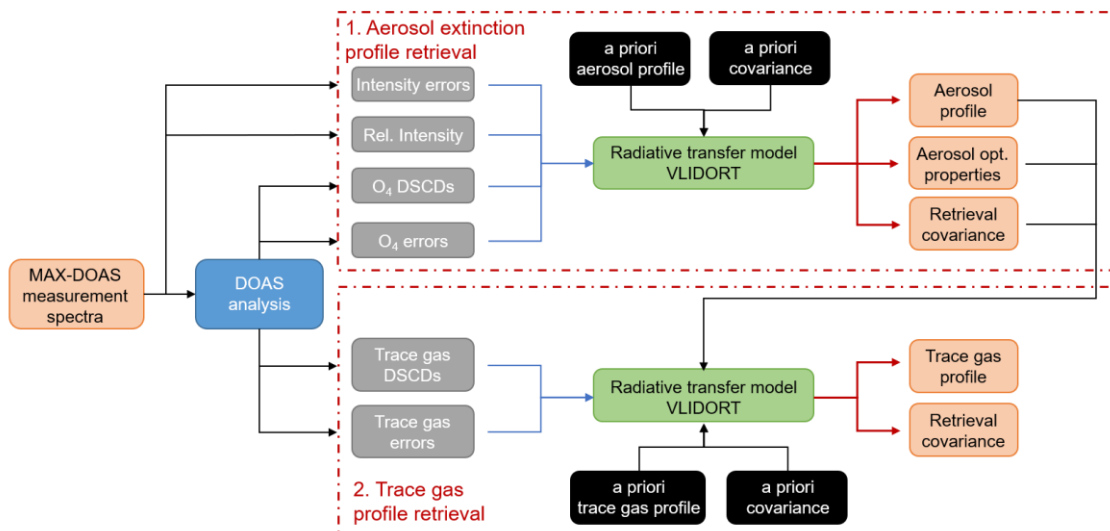 1. Aerosol extinction
profile retrieval
a priori
aerosol profile
a priori
covariance
Intensity errors
Rel. Intensity
O₄ DSCDs
O₄ errors
Radiative transfer model
VLIDORT
Aerosol
profile
Aerosol opt.
properties
Retrieval
covariance
MAX-DOAS
measurement
spectra
DOAS
analysis
Trace gas
DSCDs
Trace gas
errors
Radiative transfer model
VLIDORT
Trace gas
profile
Retrieval
covariance
a priori
trace gas profile
a priori
covariance
2. Trace gas
profile retrieval